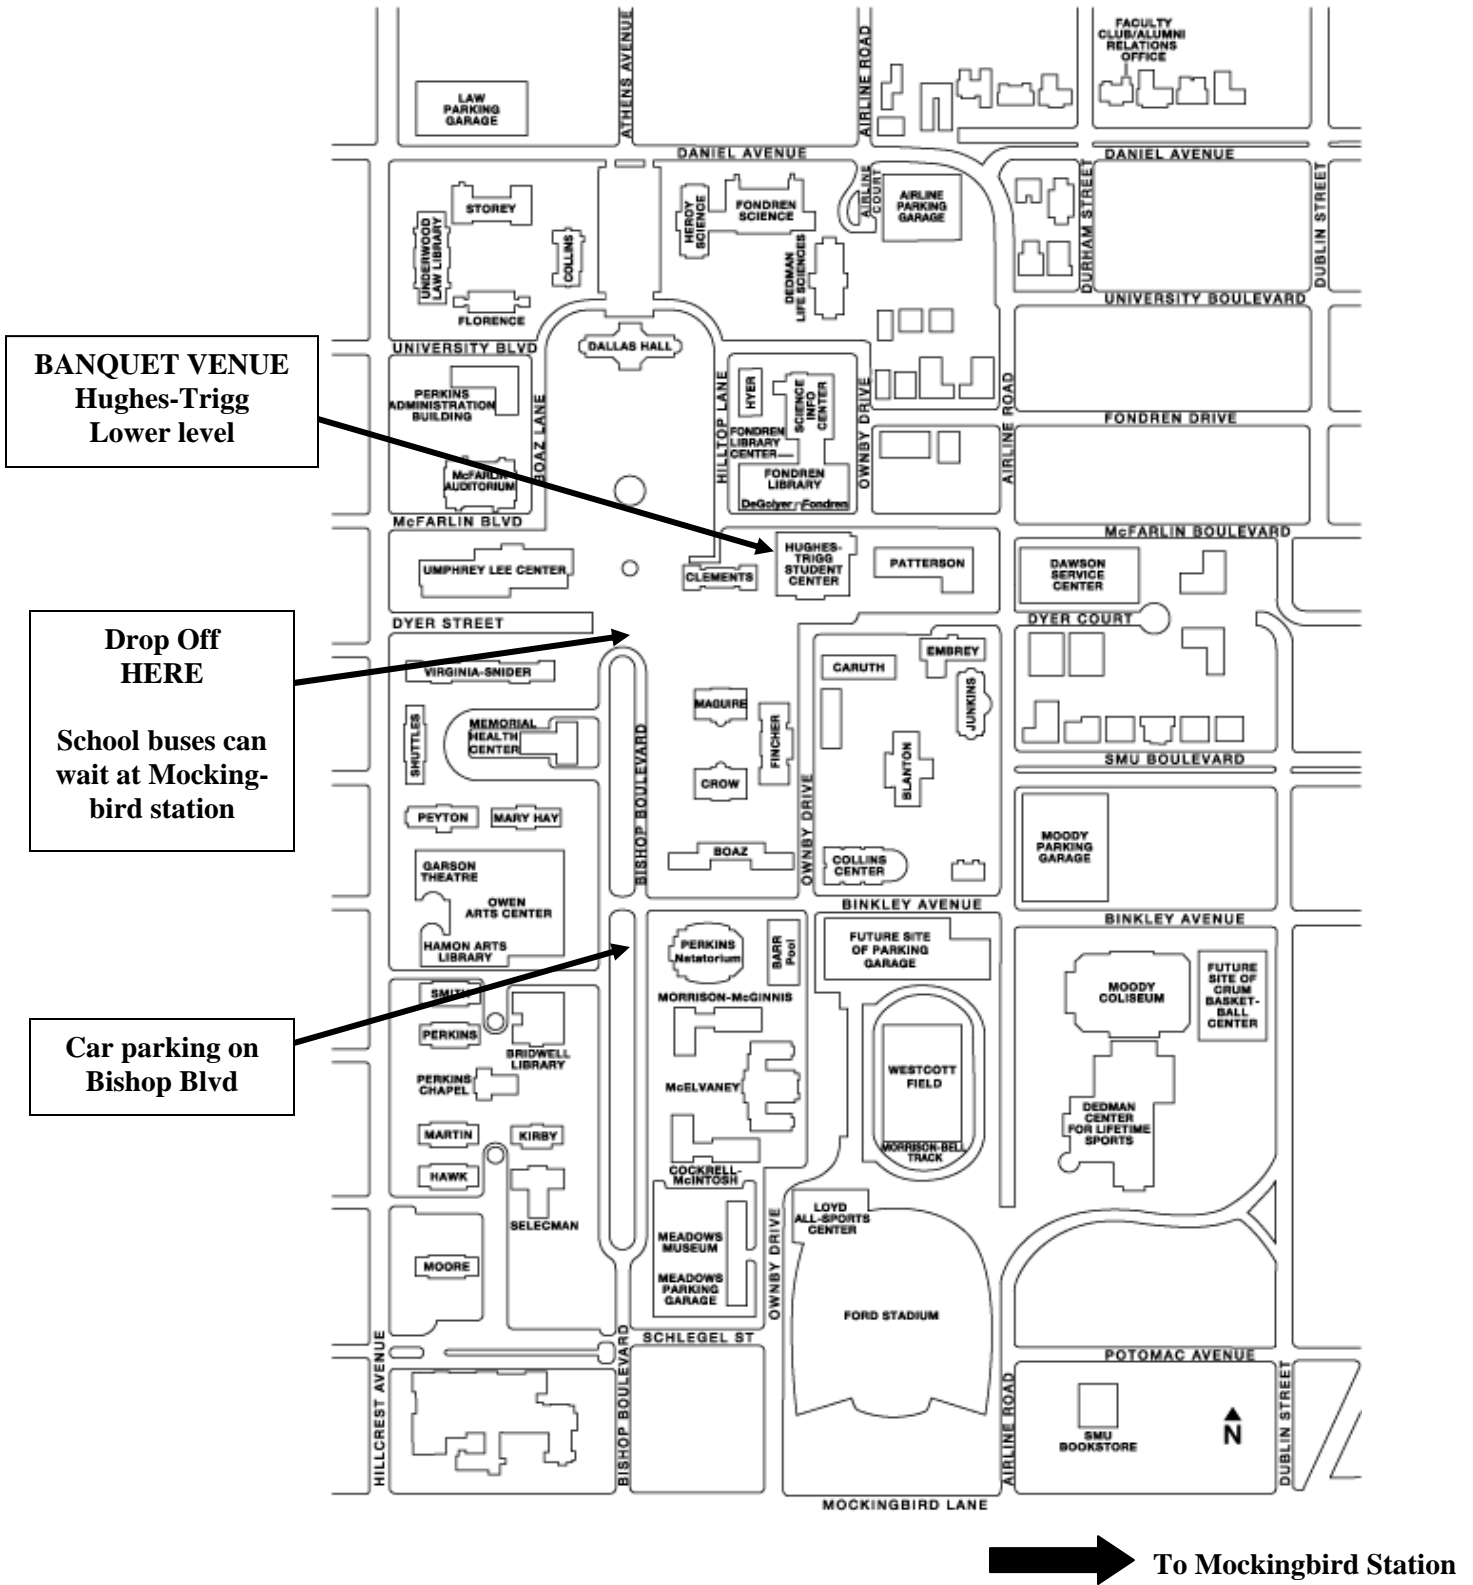 FACULTY
CLUB/ALUMNI
RELATIONS
OFFICE
LAW
PARKING
GARAGE
ATHENS AVENUE
AIRLINE ROAD
DANIEL AVENUE
DANIEL AVENUE
STOREY
UNDERWOOD
LAW LIBRARY
COLLINS
FLORENCE
HEROY
SCIENCE
FONDREN
SCIENCE
DEDMAN
LIFE SCIENCES
AIRLINE
COURT
AIRLINE
PARKING
GARAGE
DURHAM STREET
DUBLIN STREET
UNIVERSITY BOULEVARD
BANQUET VENUE
Hughes-Trigg
Lower level
UNIVERSITY BLVD
DALLAS HALL
PERKINS
ADMINISTRATION
BUILDING
BOAZ LANE
HILLTOP LANE
HYER
SCIENCE
INFO
CENTER
FONDREN
LIBRARY
CENTER
OWNBY DRIVE
AIRLINE ROAD
FONDREN DRIVE
McFARLIN
AUDITORIUM
FONDREN
LIBRARY
DeGolyer Fondren
McFARLIN BLVD
McFARLIN BOULEVARD
UMPHREY LEE CENTER
CLEMENTS
HUGHES-
TRIGG
STUDENT
CENTER
PATTERSON
DAWSON
SERVICE
CENTER
DYER STREET
DYER COURT
Drop Off
HERE
School buses can
wait at Mocking-
bird station
VIRGINIA-SNIDER
CARUTH
EMBREY
JUNKINS
SHUTTLES
MEMORIAL
HEALTH
CENTER
BISHOP BOULEVARD
MAGUIRE
FINCHER
CROW
BLANTON
SMU BOULEVARD
PEYTON
MARY HAY
BOAZ
OWNBY DRIVE
COLLINS
CENTER
MOODY
PARKING
GARAGE
GARSON
THEATRE
OWEN
ARTS CENTER
HAMON ARTS
LIBRARY
BINKLEY AVENUE
BINKLEY AVENUE
PERKINS
Natatorium
BARR
Pool
FUTURE SITE
OF PARKING
GARAGE
MOODY
COLISEUM
FUTURE
SITE OF
CRUM
BASKET-
BALL
CENTER
Car parking on
Bishop Blvd
SMITH
PERKINS
BRIDWELL
LIBRARY
MORRISON-McGINNIS
PERKINS
CHAPEL
McELVANEY
WESTCOTT
FIELD
DEDMAN
CENTER
FOR LIFETIME
SPORTS
MARTIN
KIRBY
MORRISON-BELL
TRACK
HAWK
COCKRELL-
McINTOSH
SELECMAN
LOYD
ALL-SPORTS
CENTER
MEADOWS
MUSEUM
OWNBY DRIVE
MOORE
MEADOWS
PARKING
GARAGE
FORD STADIUM
SCHLEGEL ST
POTOMAC AVENUE
HILLCREST AVENUE
BISHOP BOULEVARD
AIRLINE ROAD
SMU
BOOKSTORE
N
DUBLIN STREET
MOCKINGBIRD LANE
To Mockingbird Station